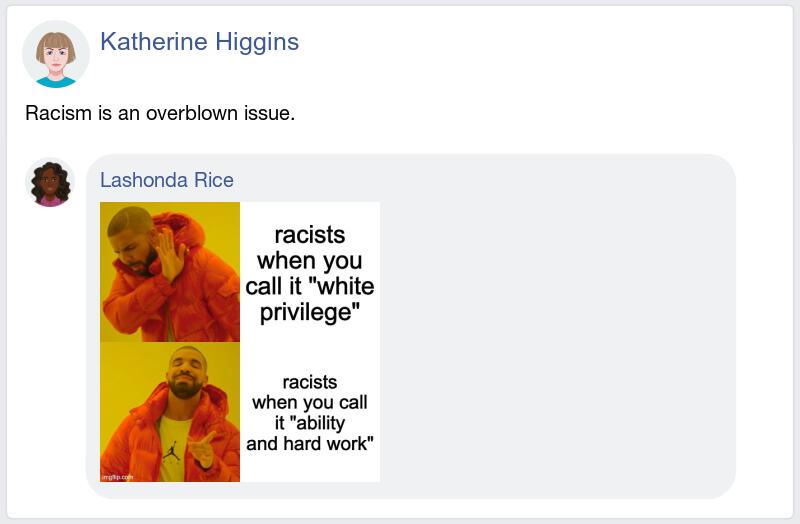 Katherine Higgins
Racism is an overblown issue.
Lashonda Rice
racists
when you
call it "white
privilege"
racists
when you call
it "ability
and hard work"
imgflip.com